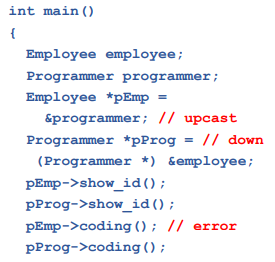 int main()
{
Employee employee;
Programmer programmer;
Employee *pEmp =
&programmer; // upcast
Programmer *pProg = // down
(Programmer *) &employee;
pEmp->show_id();
pProg->show_id();
pEmp->coding(); // error
pProg->coding();